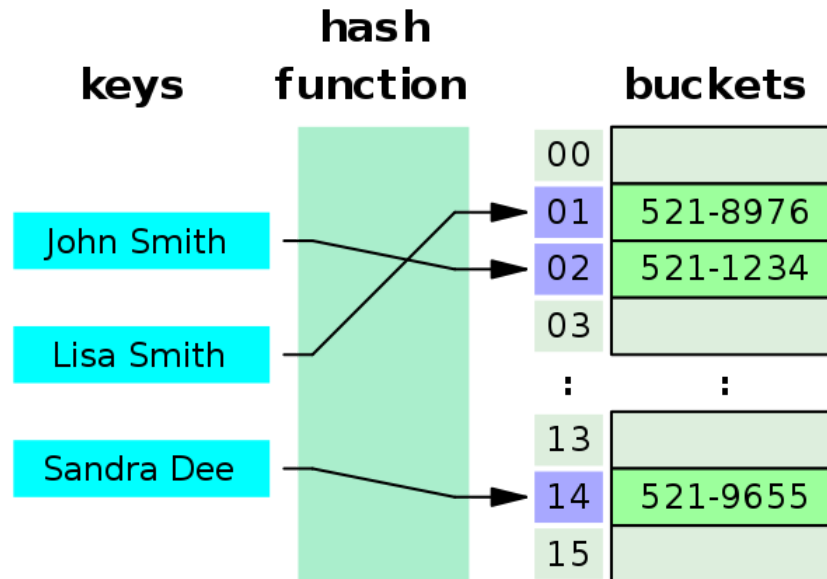 hash
keys function buckets
00
01 521-8976
John Smith
02 521-1234
03
Lisa Smith
: :
13
Sandra Dee
14 521-9655
15